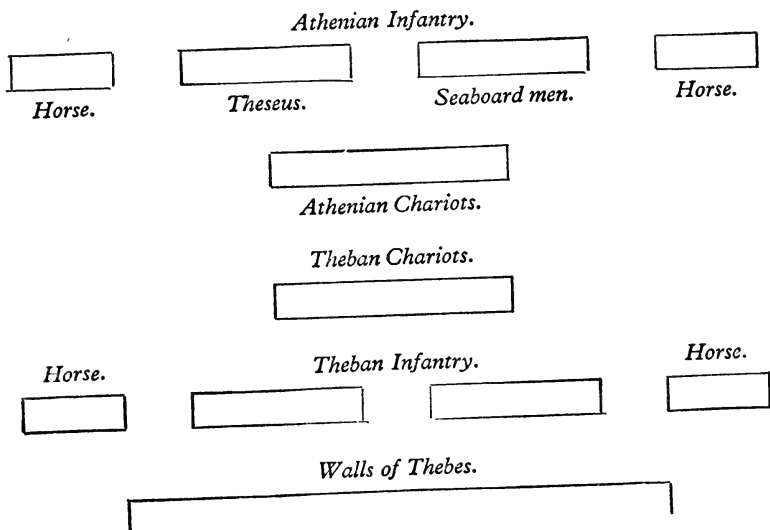 Athenian Infantry.
Horse. Theseus. Seaboard men. Horse.
Athenian Chariots.
Theban Chariots.
Horse. Theban Infantry. Horse.
Walls of Thebes.